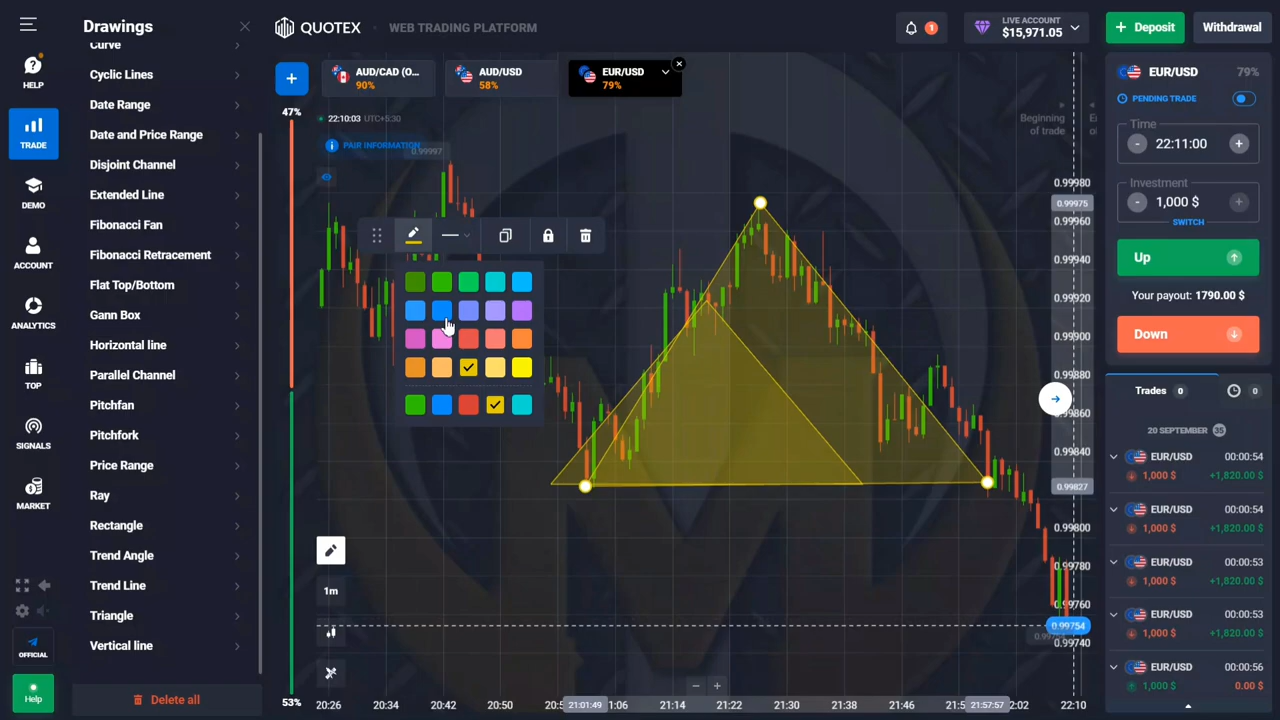 Drawings
QUOTEX
WEB TRADING PLATFORM
1
LIVE ACCOUNT
$15,971.05
Deposit
Withdrawal
HELP
TRADE
DEMO
ACCOUNT
ANALYTICS
TOP
SIGNALS
MARKET
OFFICIAL
Help
Curve
Cyclic Lines
Date Range
Date and Price Range
Disjoint Channel
Extended Line
Fibonacci Fan
Fibonacci Retracement
Flat Top/Bottom
Gann Box
Horizontal line
Parallel Channel
Pitchfan
Pitchfork
Price Range
Ray
Rectangle
Trend Angle
Trend Line
Triangle
Vertical line
Delete all
AUD/CAD (O...
90%
AUD/USD
58%
EUR/USD
79%
47%
53%
22:10:03 UTC+5:30
PAIR INFORMATION
0.99997
Beginning
of trade
0.99980
0.99975
0.99960
0.99940
0.99920
0.99900
0.99880
0.99860
0.99840
0.99827
0.99800
0.99780
0.99760
0.99754
0.99740
1m
20:26
20:34
20:42
20:50
21:01:49
21:14
21:22
21:30
21:38
21:46
21:57:57
22:10
EUR/USD
79%
PENDING TRADE
Time
22:11:00
Investment
1,000 $
SWITCH
Up
Your payout: 1790.00 $
Down
Trades 0
0
20 SEPTEMBER 35
EUR/USD 00:00:54
1,000 $ +1,820.00 $
EUR/USD 00:00:54
1,000 $ +1,820.00 $
EUR/USD 00:00:53
1,000 $ +1,820.00 $
EUR/USD 00:00:53
1,000 $ +1,820.00 $
EUR/USD 00:00:56
1,000 $ 0.00 $